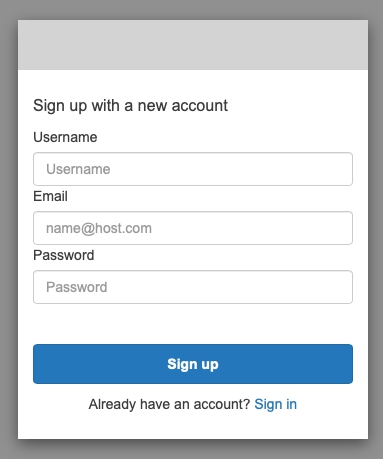 Sign up with a new account
Username
Username
Email
name@host.com
Password
Password
Sign up
Already have an account? Sign in